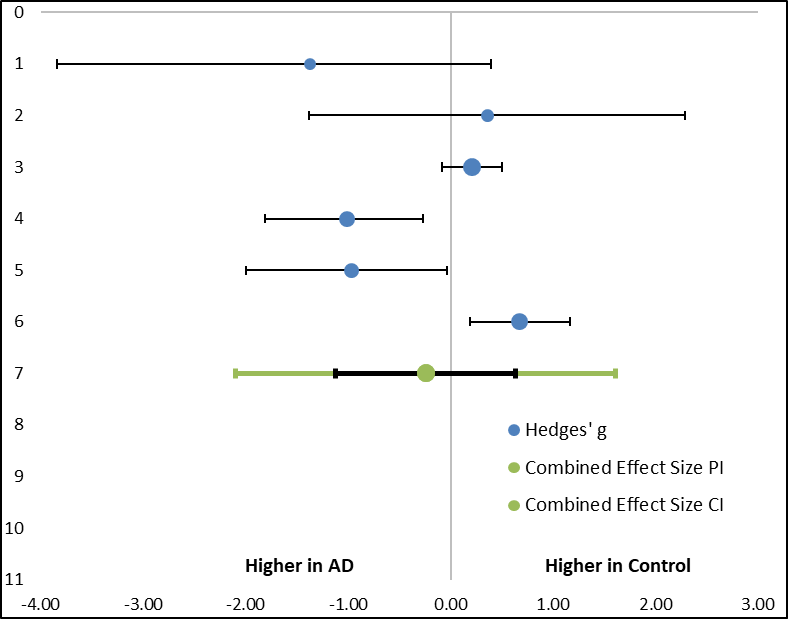 0
1
2
3
4
5
6
7
8
Hedges' g
Combined Effect Size PI
9
Combined Effect Size CI
10
Higher in AD Higher in Control
11
-4.00 -3.00 -2.00 -1.00 0.00 1.00 2.00 3.00